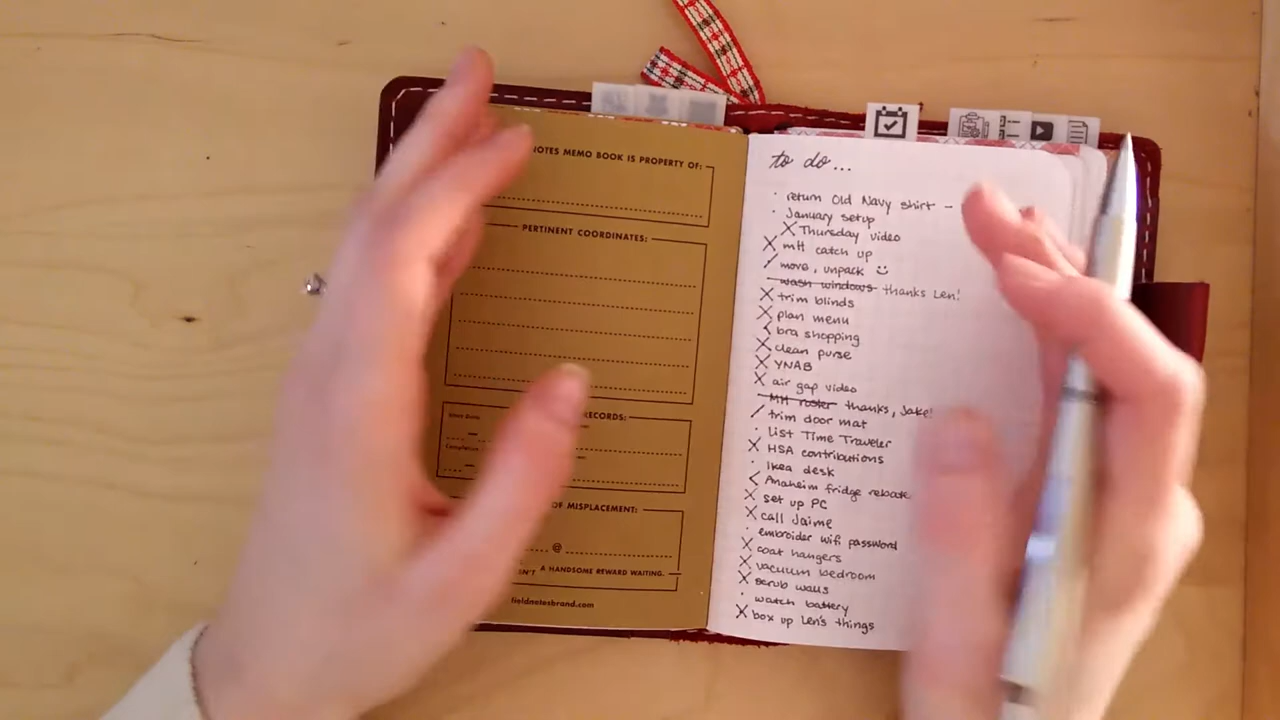 NOTES MEMO BOOK IS PROPERTY OF:
PERTINENT COORDINATES:
RECORDS:
OF MISPLACEMENT:
@
A HANDSOME REWARD WAITING.
fieldnotesbrand.com
to do...
· return Old Navy shirt -
· January setup
X Thursday video
X MH catch up
/ move, unpack :)
wash windows thanks Len!
X trim blinds
X plan menu
< bra shopping
X clean purse
X YNAB
X air gap video
MH roster thanks, Jake!
/ trim door mat
· List Time Traveler
X HSA contributions
· Ikea desk
< Anaheim fridge rebate
X set up PC
X call Jaime
· embroider wifi password
X coat hangers
X vacuum bedroom
X scrub walls
· watch battery
X box up Len's things